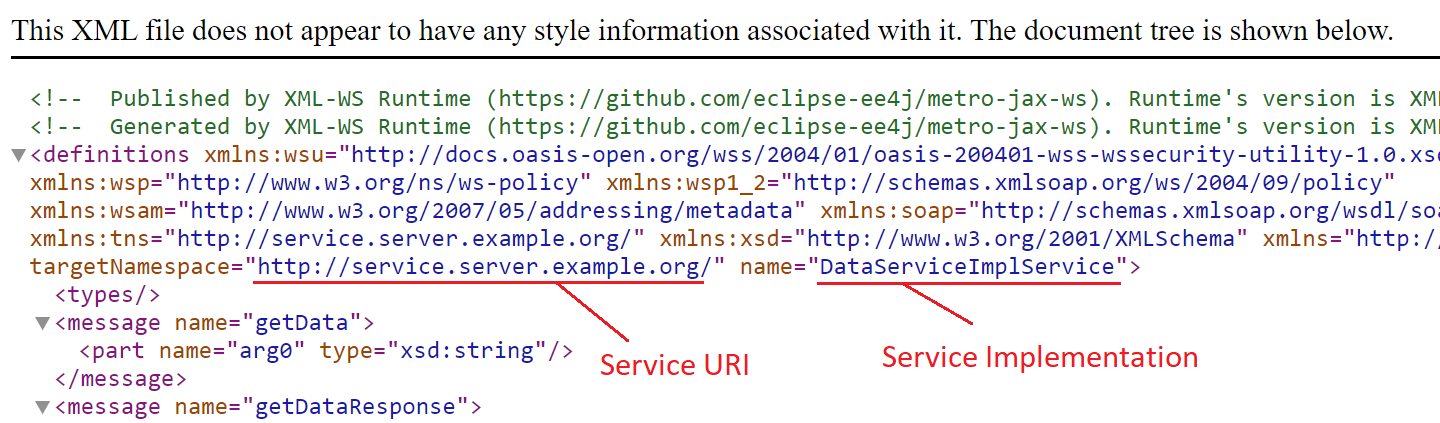 This XML file does not appear to have any style information associated with it. The document tree is shown below.
<!--  Published by XML-WS Runtime (https://github.com/eclipse-ee4j/metro-jax-ws). Runtime's version is XM
<!--  Generated by XML-WS Runtime (https://github.com/eclipse-ee4j/metro-jax-ws). Runtime's version is XM
▼<definitions xmlns:wsu="http://docs.oasis-open.org/wss/2004/01/oasis-200401-wss-wssecurity-utility-1.0.xsd
xmlns:wsp="http://www.w3.org/ns/ws-policy" xmlns:wsp1_2="http://schemas.xmlsoap.org/ws/2004/09/policy"
xmlns:wsam="http://www.w3.org/2007/05/addressing/metadata" xmlns:soap="http://schemas.xmlsoap.org/wsdl/soa
xmlns:tns="http://service.server.example.org/" xmlns:xsd="http://www.w3.org/2001/XMLSchema" xmlns="http:/
targetNamespace="http://service.server.example.org/" name="DataServiceImplService">
<types/>
▼<message name="getData">
<part name="arg0" type="xsd:string"/>
Service URI
Service Implementation
</message>
▼<message name="getDataResponse">